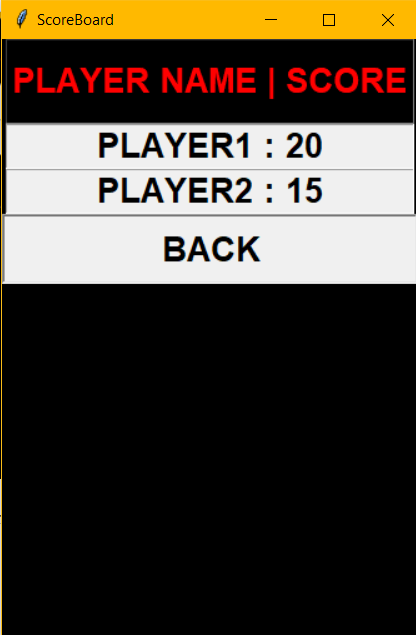 ScoreBoard
PLAYER NAME | SCORE
PLAYER1 : 20
PLAYER2 : 15
BACK